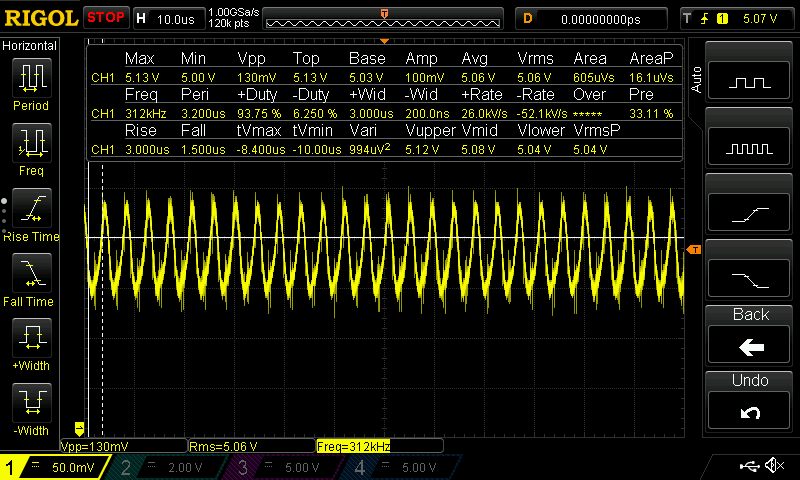 RIGOL STOP H 10.0us 1.00GSa/s 120k pts T D 0.00000000ps T 1 5.07 V
Horizontal
Period
Freq
Rise Time
Fall Time
+Width
-Width
Max Min Vpp Top Base Amp Avg Vrms Area AreaP
CH1 5.13 V 5.00 V 130mV 5.13 V 5.03 V 100mV 5.06 V 5.06 V 605uVs 16.1uVs
Freq Peri +Duty -Duty +Wid -Wid +Rate -Rate Over Pre
CH1 312kHz 3.200us 93.75 % 6.250 % 3.000us 200.0ns 26.0kV/s -52.1kV/s ***** 33.11 %
Rise Fall tVmax tVmin Vari Vupper Vmid Vlower VrmsP
CH1 3.000us 1.500us -8.400us -10.00us 994uV² 5.12 V 5.08 V 5.04 V 5.04 V
T
Auto
Back
Undo
Vpp=130mV Rms=5.06 V Freq=312kHz
1 50.0mV 2 2.00 V 3 5.00 V 4 5.00 V